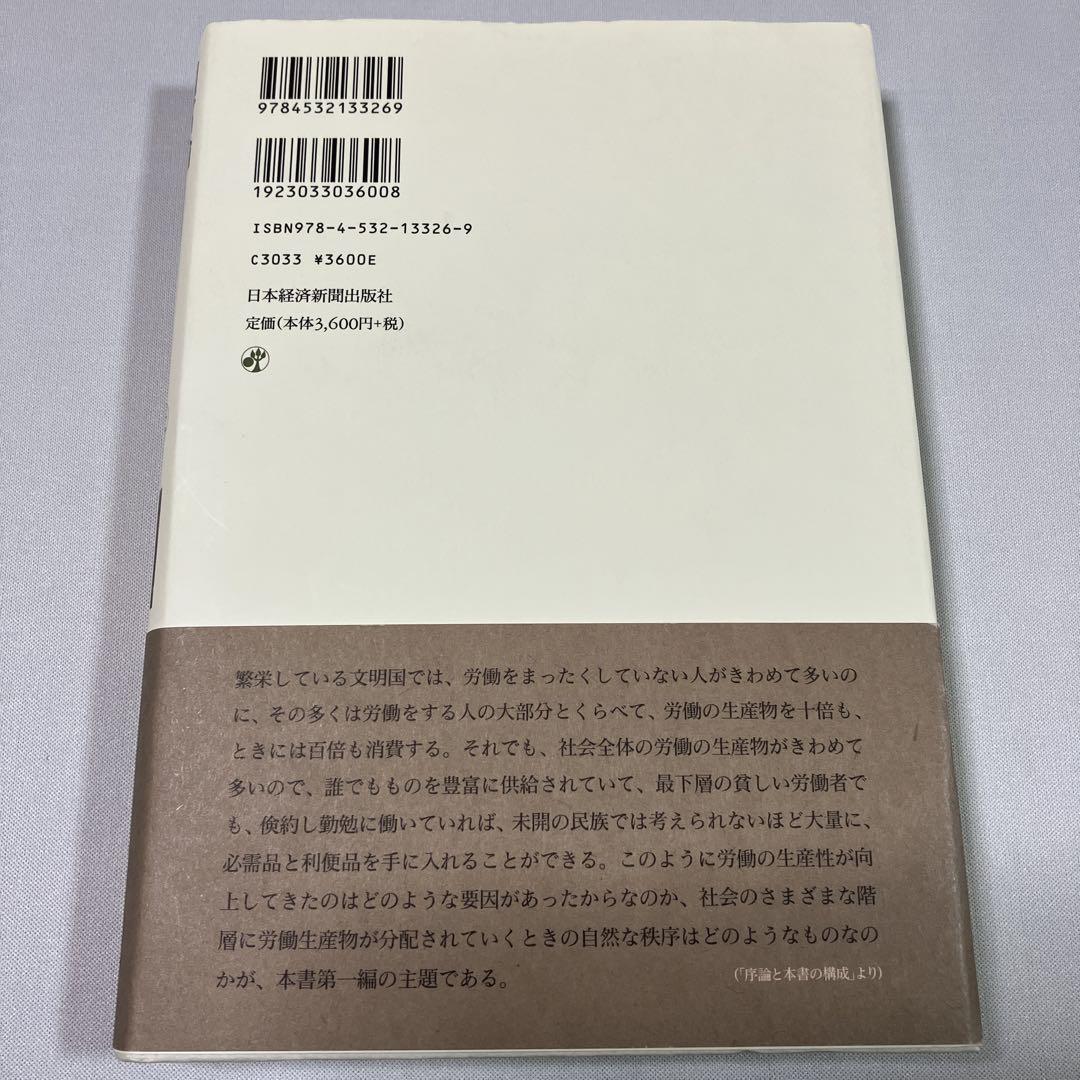 9784532133269
1923033036008
ISBN978-4-532-13326-9
C3033 ¥3600E
日本経済新聞出版社
定価(本体3,600円+税)
繁栄している文明国では、労働をまったくしていない人がきわめて多いの
に、その多くは労働をする人の大部分とくらべて、労働の生産物を十倍も、
ときには百倍も消費する。それでも、社会全体の労働の生産物がきわめて
多いので、誰でもものを豊富に供給されていて、最下層の貧しい労働者で
も、倹約し勤勉に働いていれば、未開の民族では考えられないほど大量に、
必需品と利便品を手に入れることができる。このように労働の生産性が向
上してきたのはどのような要因があったからなのか、社会のさまざまな階
層に労働生産物が分配されていくときの自然な秩序はどのようなものなの
かが、本書第一編の主題である。
(「序論と本書の構成」より)